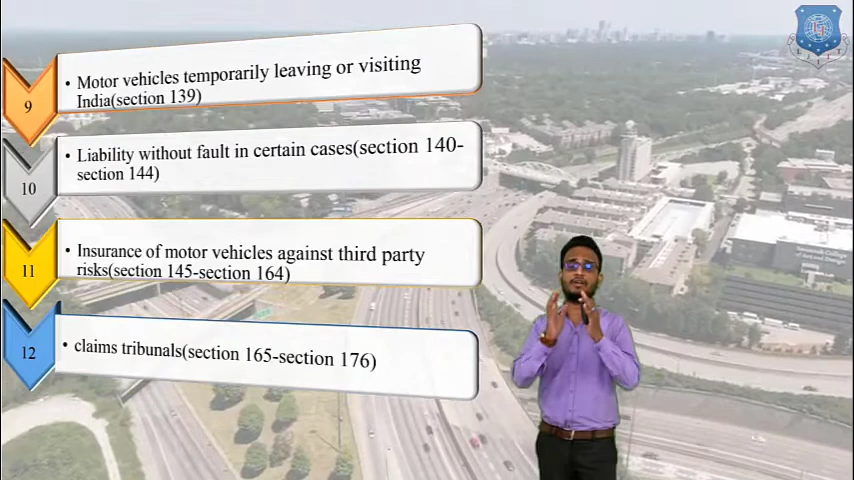 9
• Motor vehicles temporarily leaving or visiting
India(section 139)
10
• Liability without fault in certain cases(section 140-
section 144)
11
• Insurance of motor vehicles against third party
risks(section 145-section 164)
12
• claims tribunals(section 165-section 176)